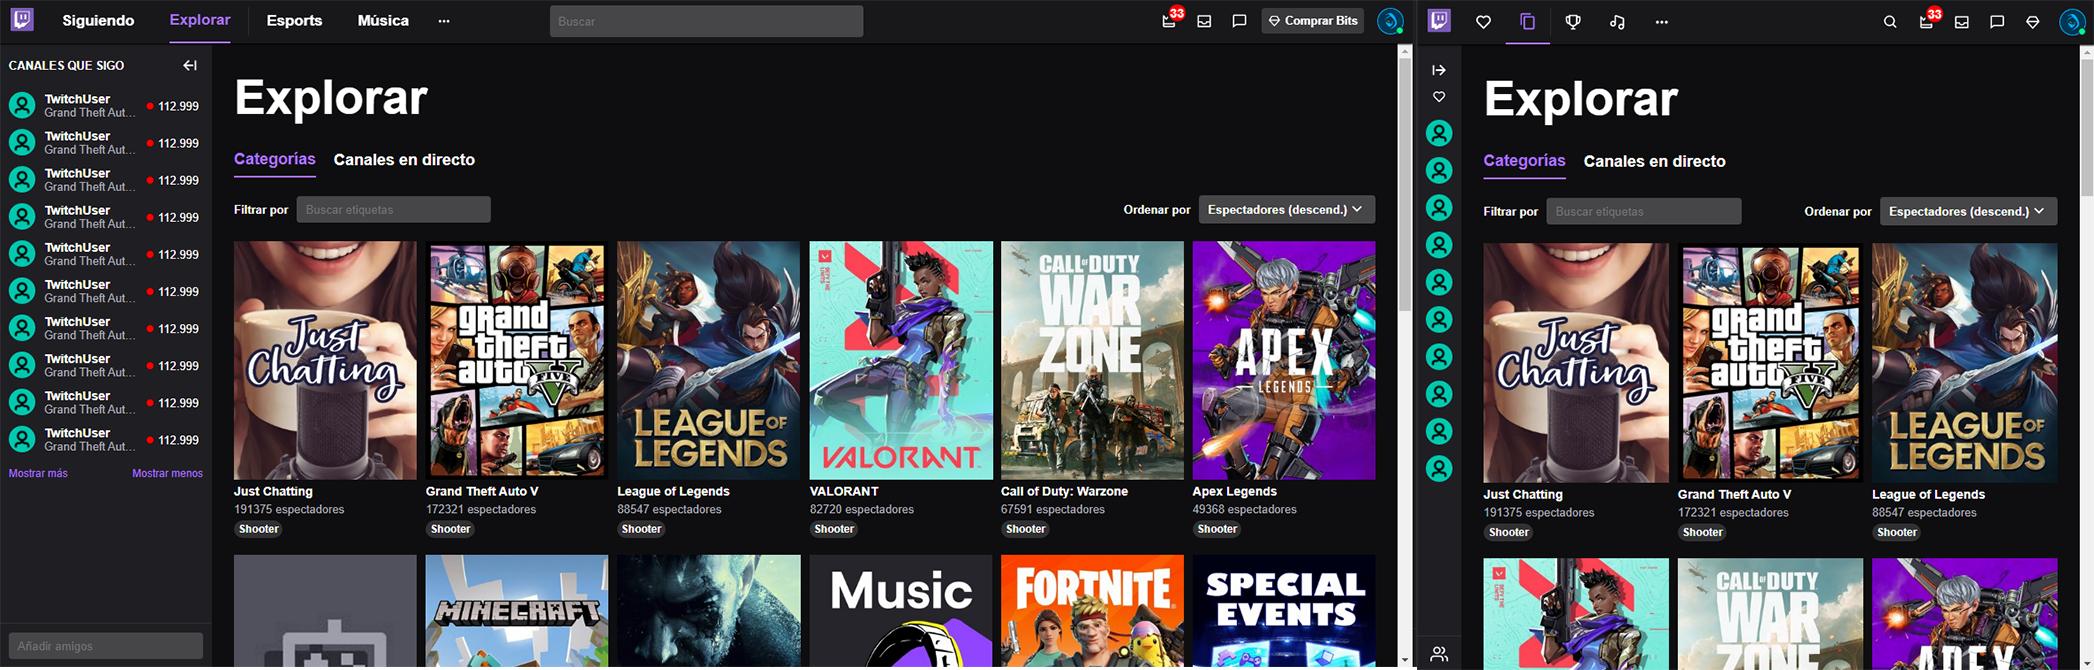 Siguiendo
Explorar
Esports
Música
Buscar
33
Comprar Bits
CANALES QUE SIGO
TwitchUser
Grand Theft Aut...
112.999
TwitchUser
Grand Theft Aut...
112.999
TwitchUser
Grand Theft Aut...
112.999
TwitchUser
Grand Theft Aut...
112.999
TwitchUser
Grand Theft Aut...
112.999
TwitchUser
Grand Theft Aut...
112.999
TwitchUser
Grand Theft Aut...
112.999
TwitchUser
Grand Theft Aut...
112.999
TwitchUser
Grand Theft Aut...
112.999
TwitchUser
Grand Theft Aut...
112.999
Mostrar más
Mostrar menos
Añadir amigos
Explorar
Categorías
Canales en directo
Filtrar por
Buscar etiquetas
Ordenar por
Espectadores (descend.)
Just
Chatting
grand
theft
auto
FIVE
LEAGUE OF
LEGENDS
VALORANT
CALL OF DUTY
WAR
ZONE
APEX
LEGENDS
Just Chatting
191375 espectadores
Shooter
Grand Theft Auto V
172321 espectadores
Shooter
League of Legends
88547 espectadores
Shooter
VALORANT
82720 espectadores
Shooter
Call of Duty: Warzone
67591 espectadores
Shooter
Apex Legends
49368 espectadores
Shooter
MINECRAFT
Music
FORTNITE
SPECIAL
EVENTS
33
Explorar
Categorías
Canales en directo
Filtrar por
Buscar etiquetas
Ordenar por
Espectadores (descend.)
Just
Chatting
grand
theft
auto
FIVE
LEAGUE OF
LEGENDS
Just Chatting
191375 espectadores
Shooter
Grand Theft Auto V
172321 espectadores
Shooter
League of Legends
88547 espectadores
Shooter
CALL OF DUTY
WAR
ZONE
APEX